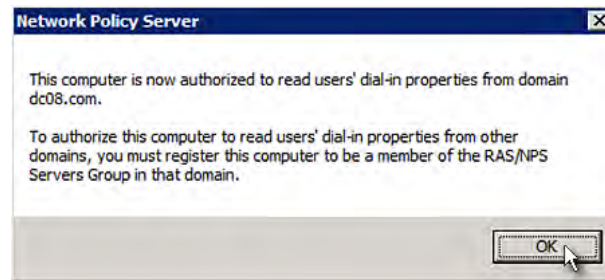 Network Policy Server
This computer is now authorized to read users' dial-in properties from domain
dc08.com.
To authorize this computer to read users' dial-in properties from other
domains, you must register this computer to be a member of the RAS/NPS
Servers Group in that domain.
OK